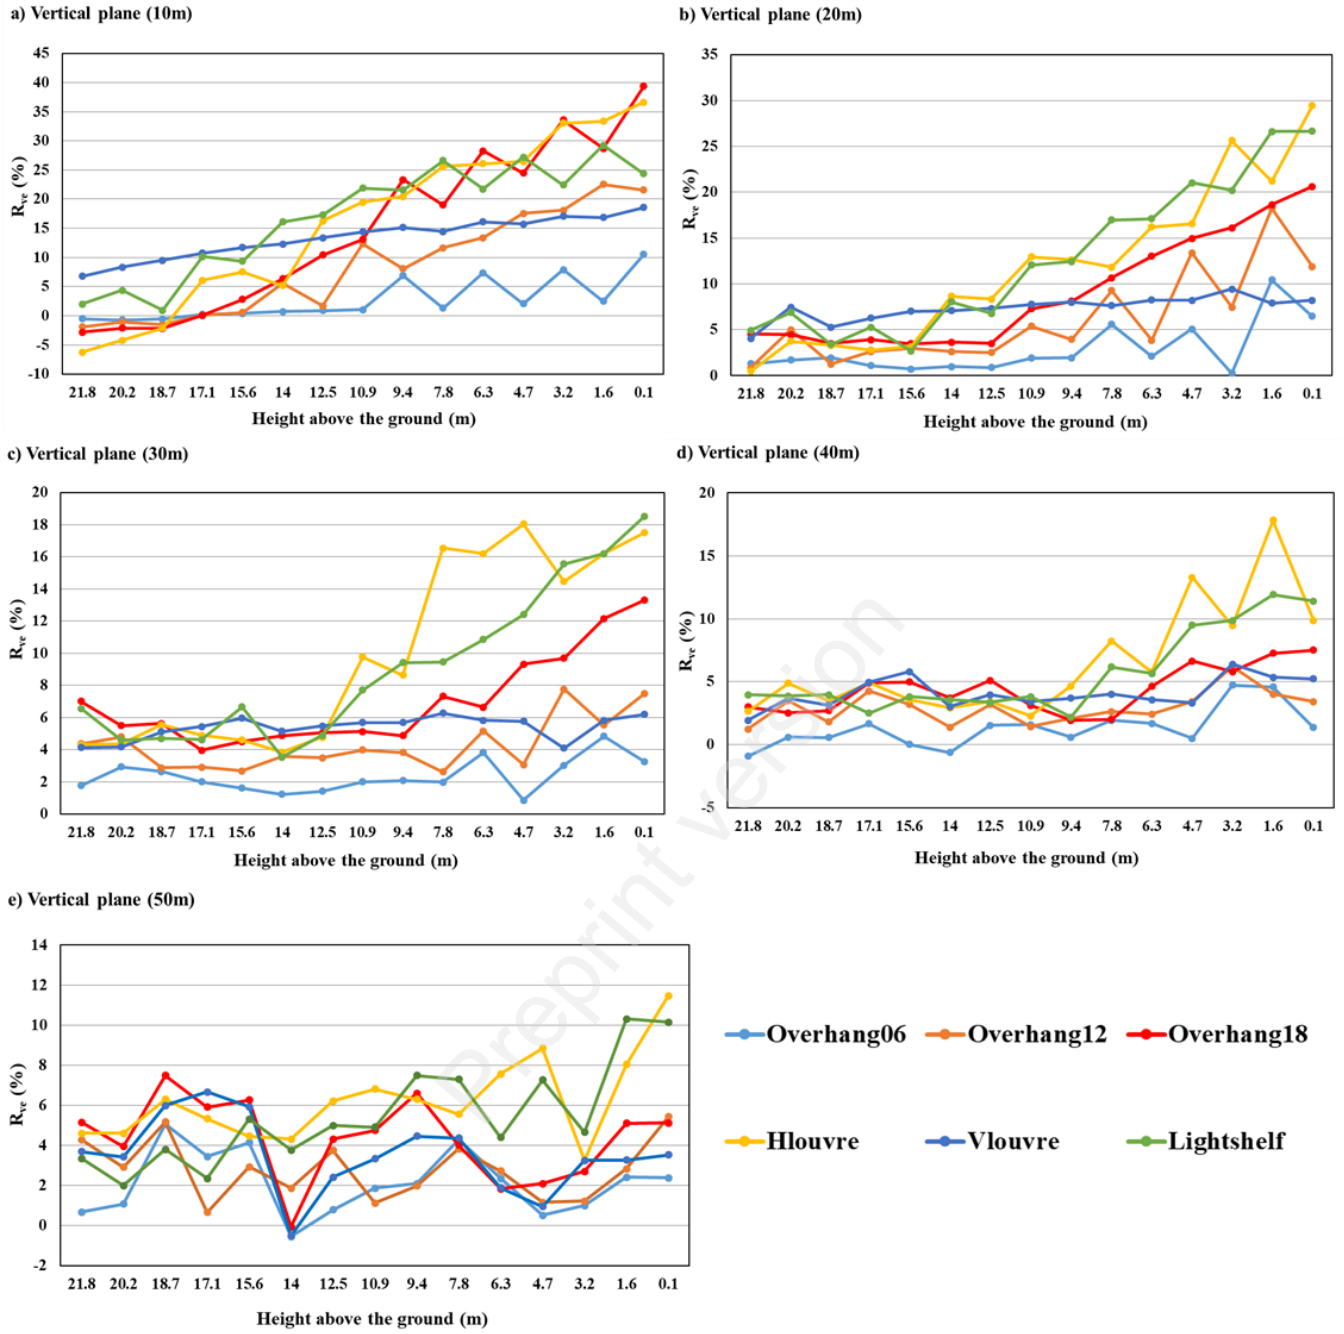 a) Vertical plane (10m)
45
40
35
30
25
20
15
10
5
0
-5
-10
Rve (%)
21.8 20.2 18.7 17.1 15.6 14 12.5 10.9 9.4 7.8 6.3 4.7 3.2 1.6 0.1
Height above the ground (m)
b) Vertical plane (20m)
35
30
25
20
15
10
5
0
Rve (%)
21.8 20.2 18.7 17.1 15.6 14 12.5 10.9 9.4 7.8 6.3 4.7 3.2 1.6 0.1
Height above the ground (m)
c) Vertical plane (30m)
20
18
16
14
12
10
8
6
4
2
0
Rve (%)
21.8 20.2 18.7 17.1 15.6 14 12.5 10.9 9.4 7.8 6.3 4.7 3.2 1.6 0.1
Height above the ground (m)
d) Vertical plane (40m)
20
15
10
5
0
-5
Rve (%)
21.8 20.2 18.7 17.1 15.6 14 12.5 10.9 9.4 7.8 6.3 4.7 3.2 1.6 0.1
Height above the ground (m)
e) Vertical plane (50m)
14
12
10
8
6
4
2
0
-2
Rve (%)
21.8 20.2 18.7 17.1 15.6 14 12.5 10.9 9.4 7.8 6.3 4.7 3.2 1.6 0.1
Height above the ground (m)
Overhang06 Overhang12 Overhang18
Hlouvre Vlouvre Lightshelf
Preprint version